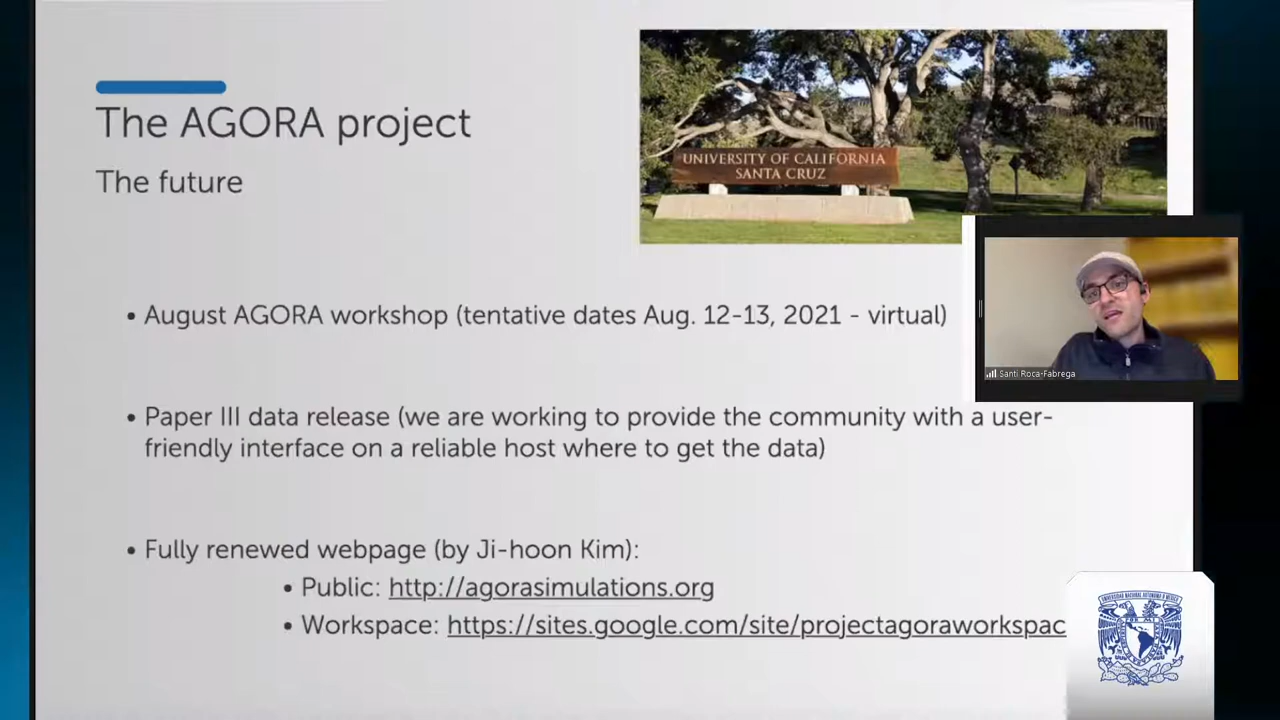 The AGORA project
The future
UNIVERSITY OF CALIFORNIA
SANTA CRUZ
• August AGORA workshop (tentative dates Aug. 12-13, 2021 - virtual)
Santi Roca-Fabrega
• Paper III data release (we are working to provide the community with a user-
friendly interface on a reliable host where to get the data)
• Fully renewed webpage (by Ji-hoon Kim):
• Public: http://agorasimulations.org
• Workspace: https://sites.google.com/site/projectagoraworkspac